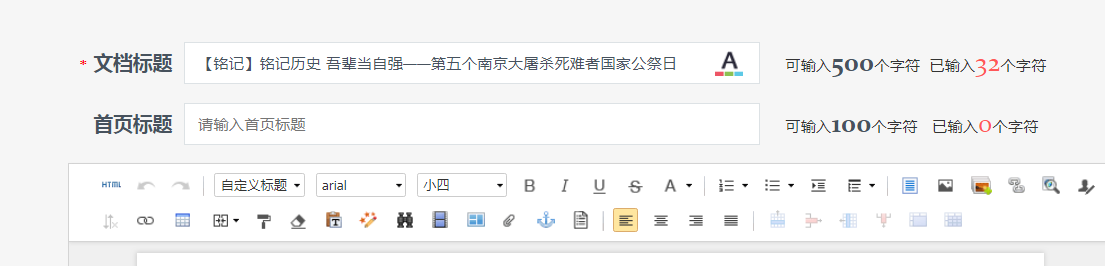 * 文档标题 【铭记】铭记历史 吾辈当自强——第五个南京大屠杀死难者国家公祭日 A 可输入500个字符 已输入32个字符
首页标题 请输入首页标题 可输入100个字符 已输入0个字符
HTML 自定义标题 arial 小四 B I U S A